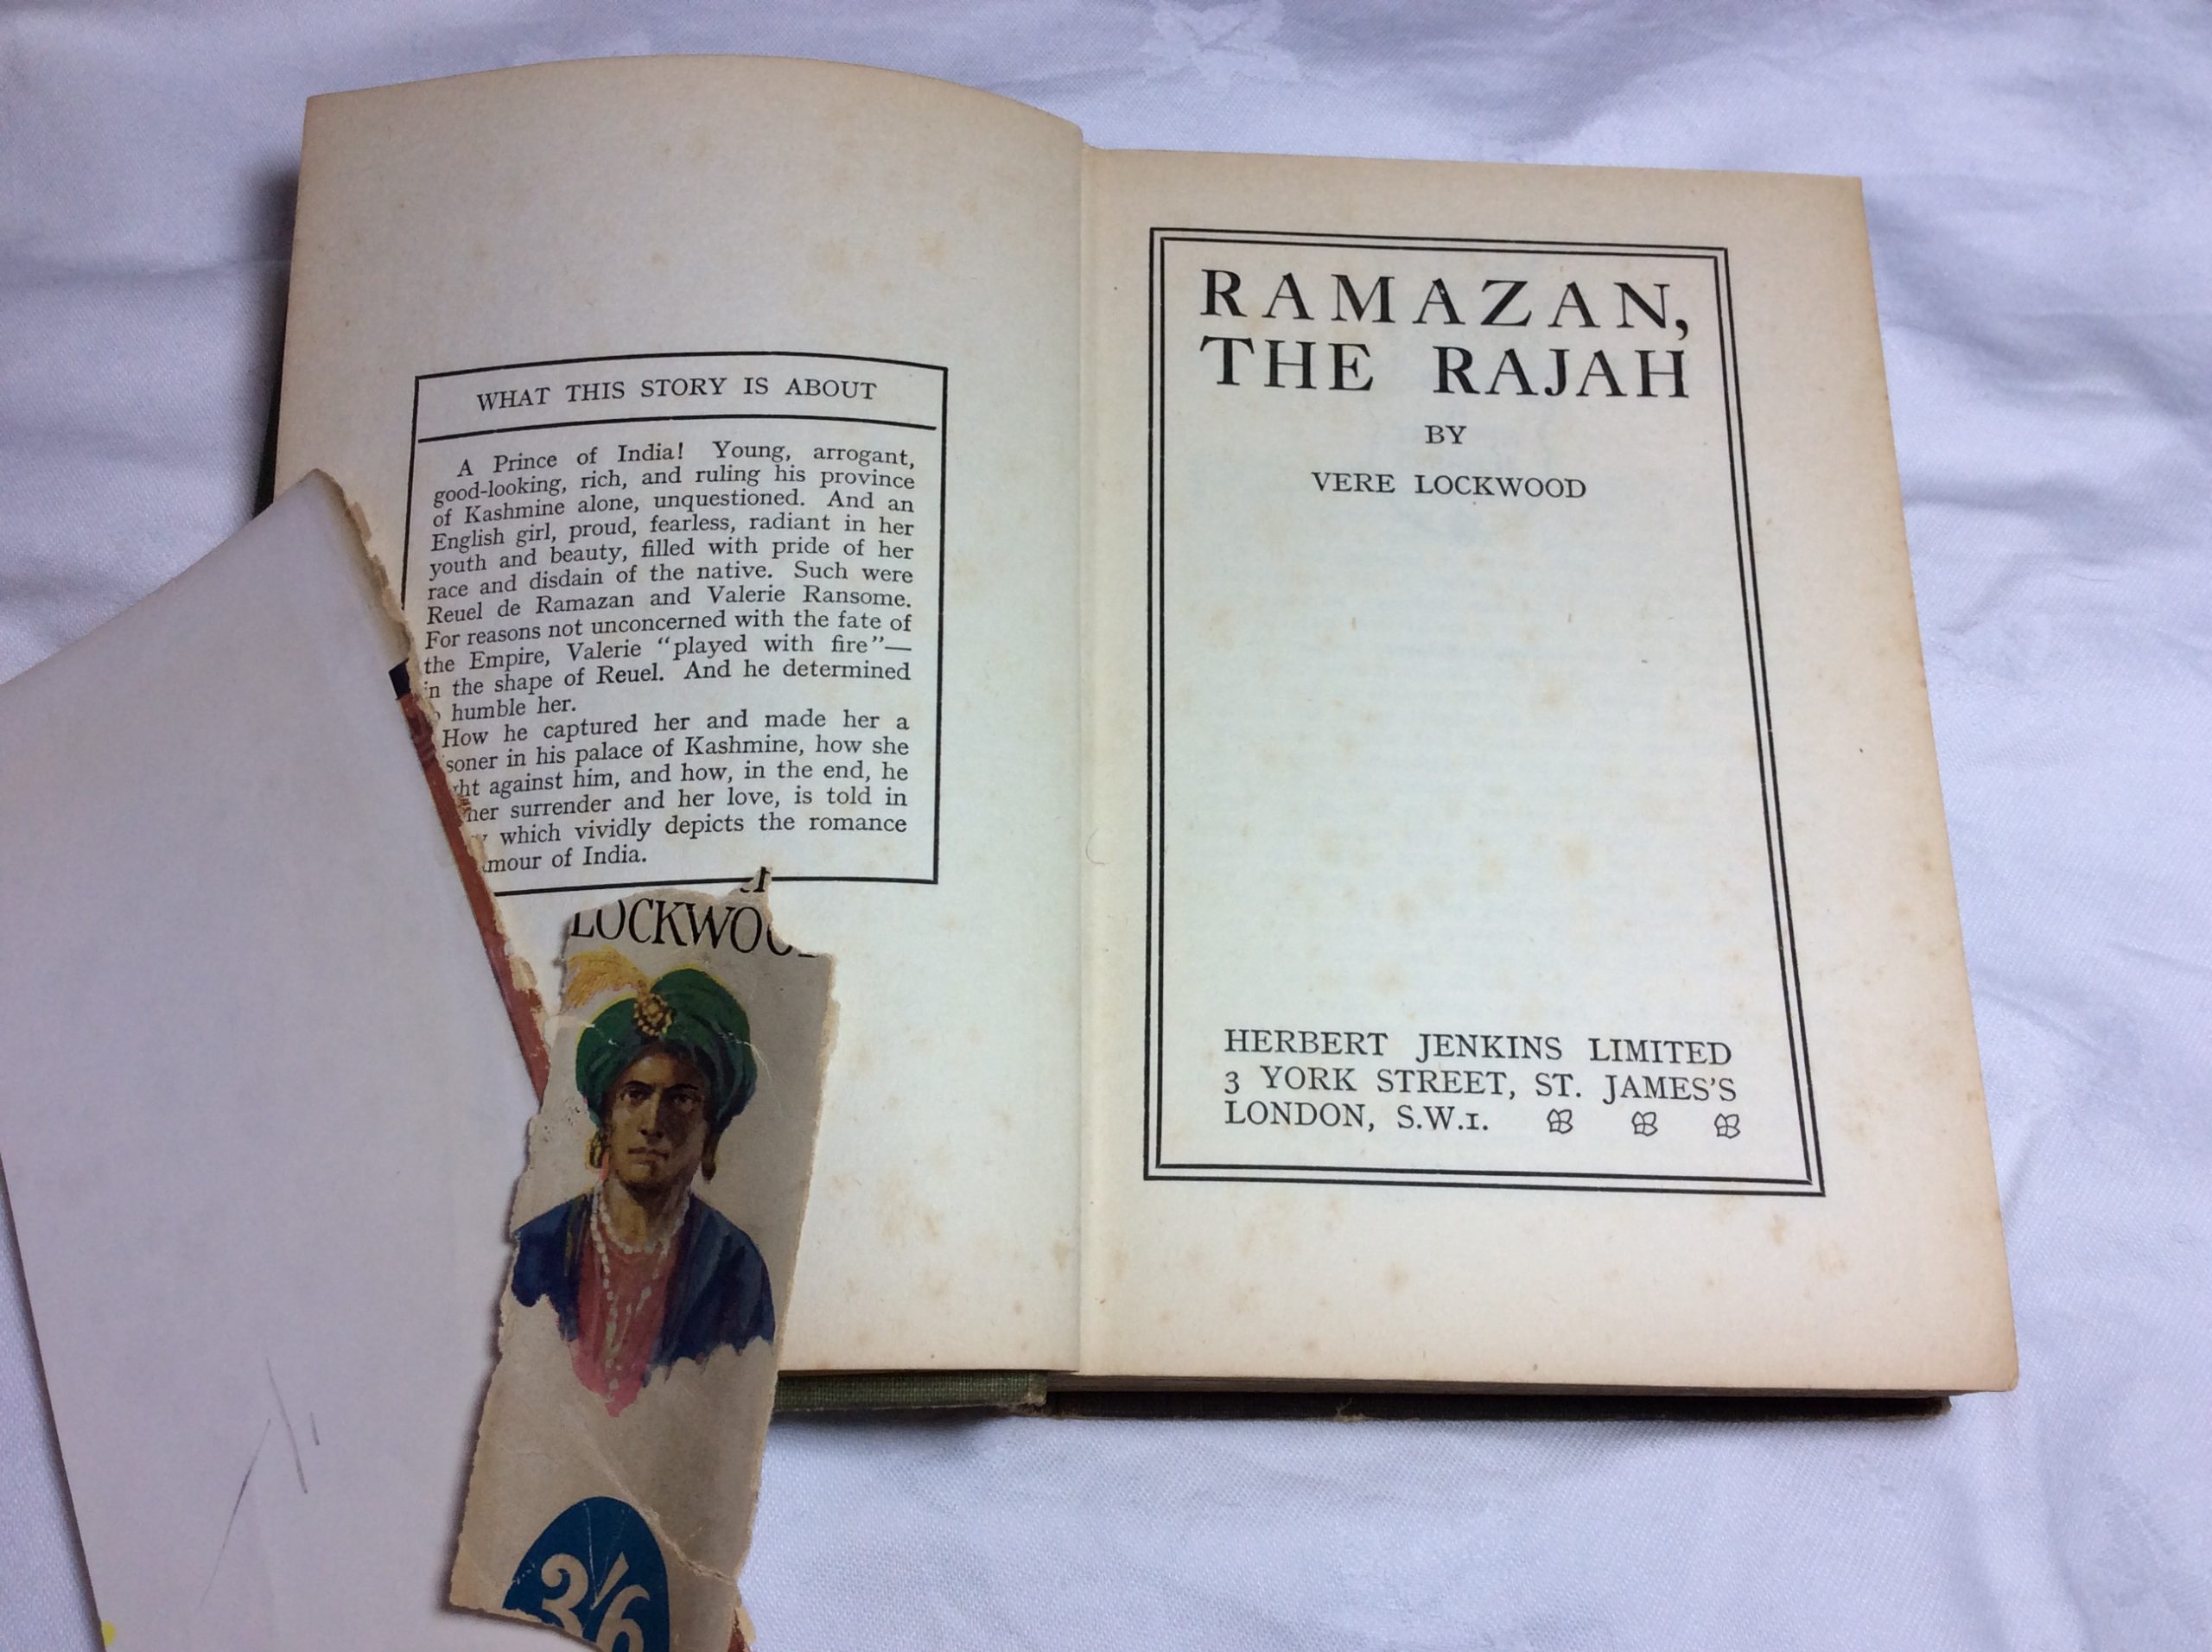 WHAT THIS STORY IS ABOUT
A Prince of India! Young, arrogant,
good-looking, rich, and ruling his province
of Kashmine alone, unquestioned. And an
English girl, proud, fearless, radiant in her
youth and beauty, filled with pride of her
race and disdain of the native. Such were
Reuel de Ramazan and Valerie Ransome.
For reasons not unconcerned with the fate of
the Empire, Valerie “played with fire”—
in the shape of Reuel. And he determined
humble her.
How he captured her and made her a
soner in his palace of Kashmine, how she
ht against him, and how, in the end, he
her surrender and her love, is told in
which vividly depicts the romance
mour of India.
LOCKWOO
3/6
RAMAZAN,
THE RAJAH
BY
VERE LOCKWOOD
HERBERT JENKINS LIMITED
3 YORK STREET, ST. JAMES'S
LONDON, S.W.1.